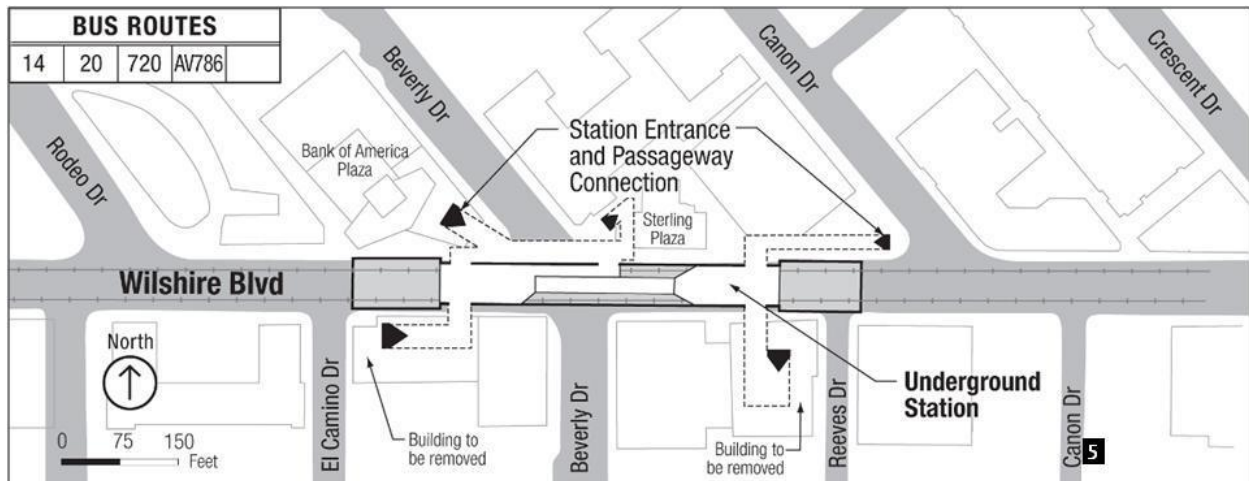 BUS ROUTES
14 20 720 AV786
Rodeo Dr
Beverly Dr
Canon Dr
Crescent Dr
Bank of America
Plaza
Station Entrance
and Passageway
Connection
Sterling
Plaza
Wilshire Blvd
North
0 75 150
Feet
El Camino Dr
Building to
be removed
Beverly Dr
Building to
be removed
Reeves Dr
Underground
Station
Canon Dr
5